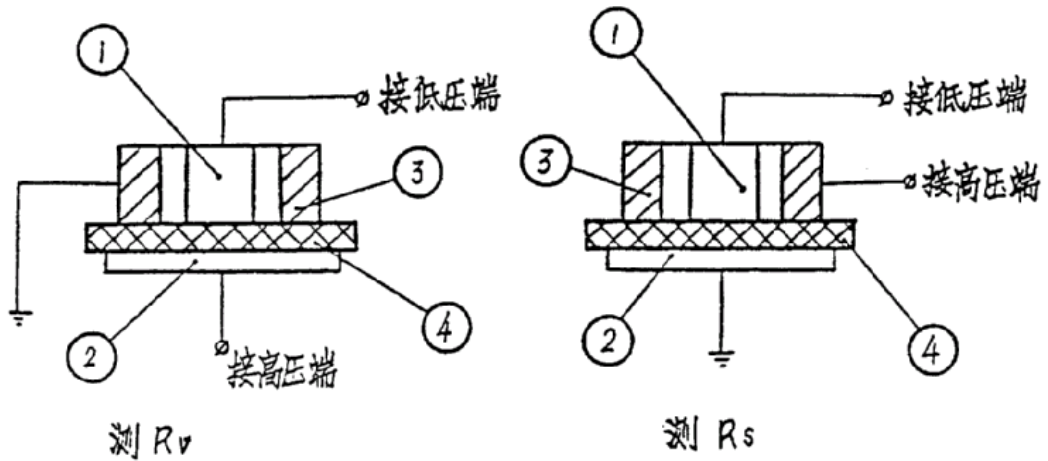 ① ①
接低压端 接低压端
③ ③
接高压端
② ④ ② ④
接高压端
测 Rv 测 Rs